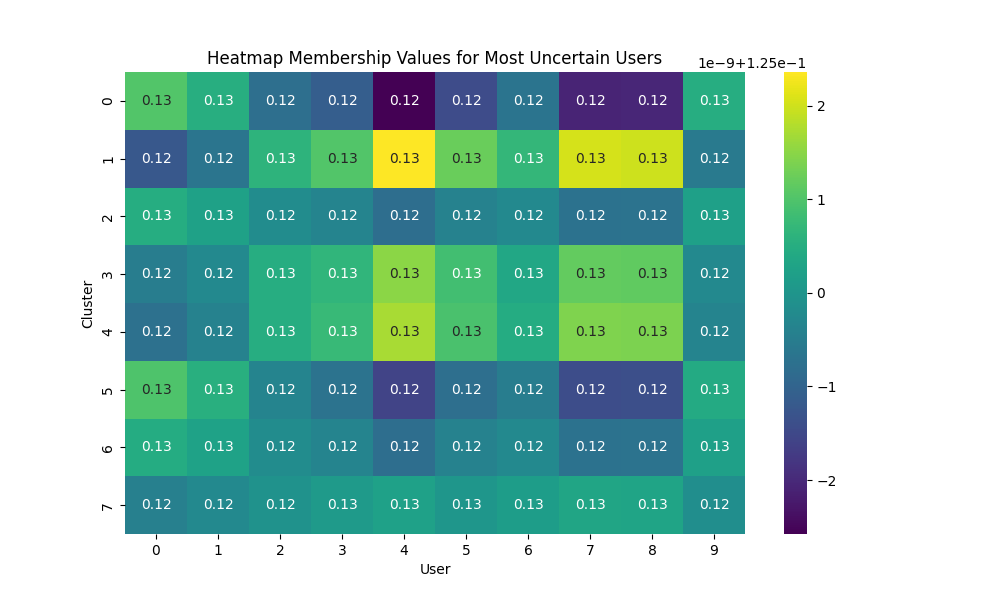 Heatmap Membership Values for Most Uncertain Users
1e−9+1.25e−1
0 0.13 0.13 0.12 0.12 0.12 0.12 0.12 0.12 0.12 0.13
1 0.12 0.12 0.13 0.13 0.13 0.13 0.13 0.13 0.13 0.12
2 0.13 0.13 0.12 0.12 0.12 0.12 0.12 0.12 0.12 0.13
3 0.12 0.12 0.13 0.13 0.13 0.13 0.13 0.13 0.13 0.12
4 0.12 0.12 0.13 0.13 0.13 0.13 0.13 0.13 0.13 0.12
5 0.13 0.13 0.12 0.12 0.12 0.12 0.12 0.12 0.12 0.13
6 0.13 0.13 0.12 0.12 0.12 0.12 0.12 0.12 0.12 0.13
7 0.12 0.12 0.12 0.13 0.13 0.13 0.13 0.13 0.13 0.12
Cluster
0 1 2 3 4 5 6 7 8 9
User
2
1
0
−1
−2